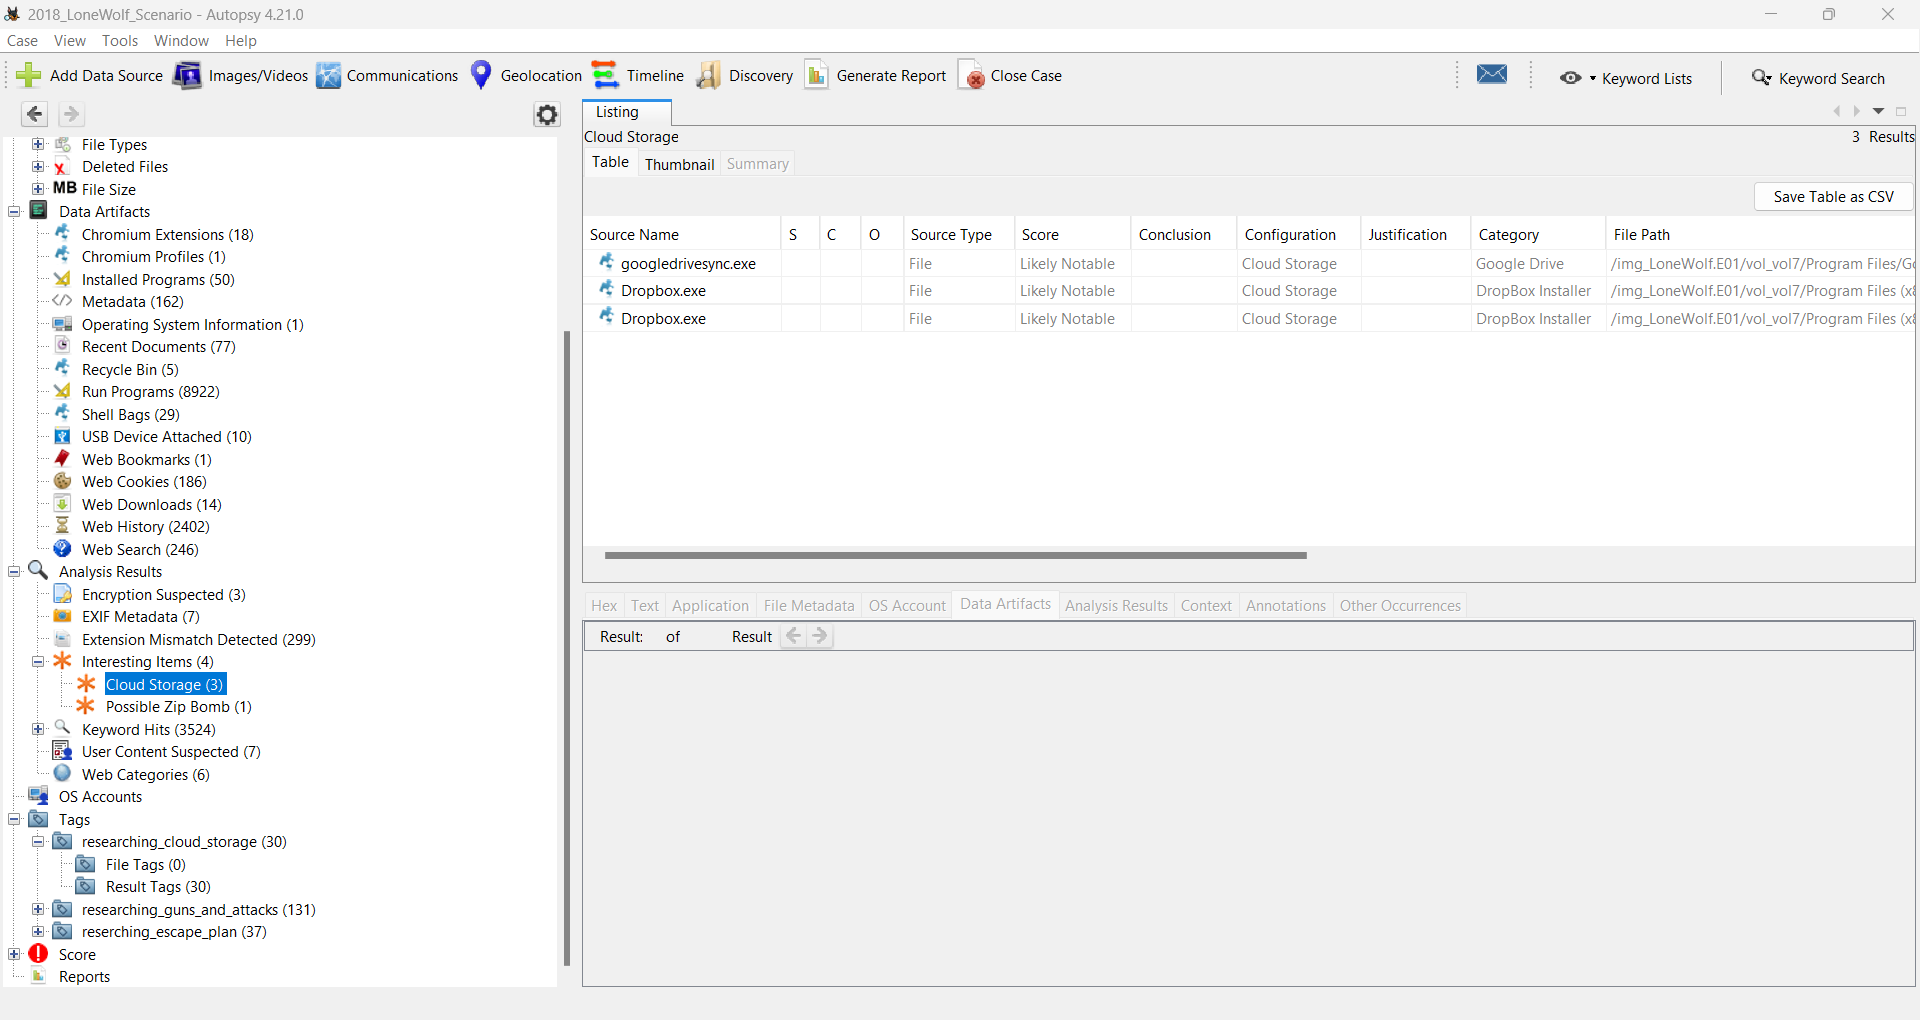 2018_LoneWolf_Scenario - Autopsy 4.21.0
Case View Tools Window Help
Add Data Source Images/Videos Communications Geolocation Timeline Discovery Generate Report Close Case Keyword Lists Keyword Search
File Types
Deleted Files
MB File Size
Data Artifacts
Chromium Extensions (18)
Chromium Profiles (1)
Installed Programs (50)
Metadata (162)
Operating System Information (1)
Recent Documents (77)
Recycle Bin (5)
Run Programs (8922)
Shell Bags (29)
USB Device Attached (10)
Web Bookmarks (1)
Web Cookies (186)
Web Downloads (14)
Web History (2402)
Web Search (246)
Analysis Results
Encryption Suspected (3)
EXIF Metadata (7)
Extension Mismatch Detected (299)
Interesting Items (4)
Cloud Storage (3)
Possible Zip Bomb (1)
Keyword Hits (3524)
User Content Suspected (7)
Web Categories (6)
OS Accounts
Tags
researching_cloud_storage (30)
File Tags (0)
Result Tags (30)
researching_guns_and_attacks (131)
reserching_escape_plan (37)
Score
Reports
Listing
Cloud Storage 3 Results
Table Thumbnail Summary
Save Table as CSV
Source Name S C O Source Type Score Conclusion Configuration Justification Category File Path
googledrivesync.exe File Likely Notable Cloud Storage Google Drive /img_LoneWolf.E01/vol_vol7/Program Files/Go
Dropbox.exe File Likely Notable Cloud Storage DropBox Installer /img_LoneWolf.E01/vol_vol7/Program Files (x8
Dropbox.exe File Likely Notable Cloud Storage DropBox Installer /img_LoneWolf.E01/vol_vol7/Program Files (x8
Hex Text Application File Metadata OS Account Data Artifacts Analysis Results Context Annotations Other Occurrences
Result: of Result